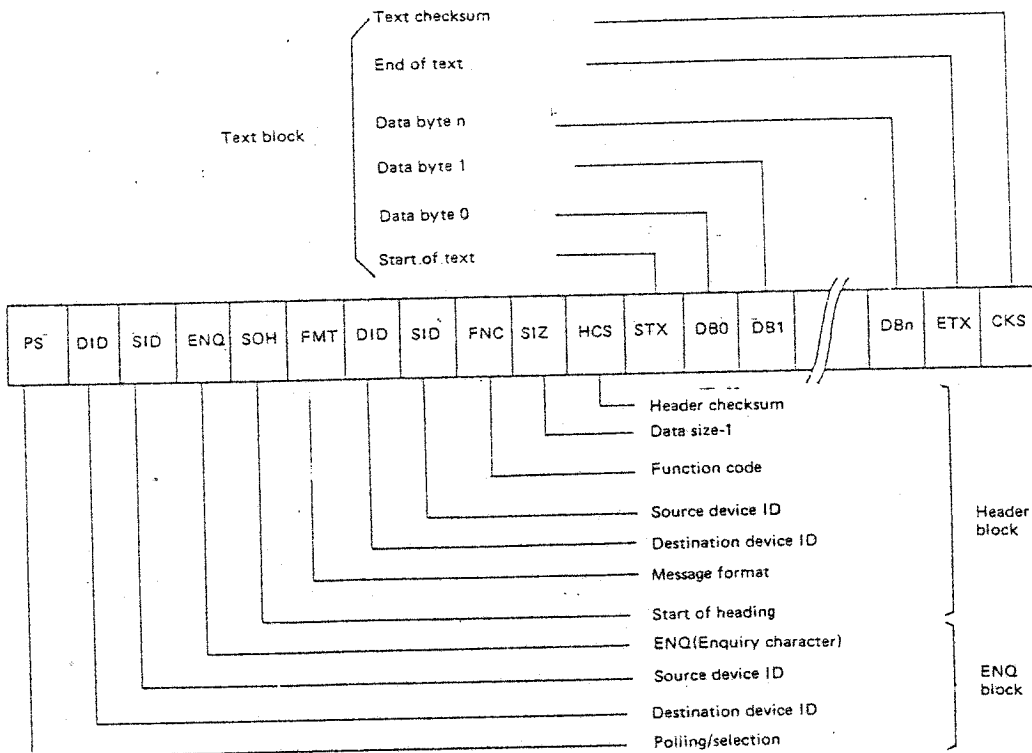 Text checksum
End of text
Data byte n
Text block
Data byte 1
Data byte 0
Start of text
PS DID SID ENQ SOH FMT DID SID FNC SIZ HCS STX DB0 DB1 DBn ETX CKS
Header checksum
Data size-1
Function code
Source device ID
Header
block
Destination device ID
Message format
Start of heading
ENQ(Enquiry character)
Source device ID
ENQ
block
Destination device ID
Polling/selection